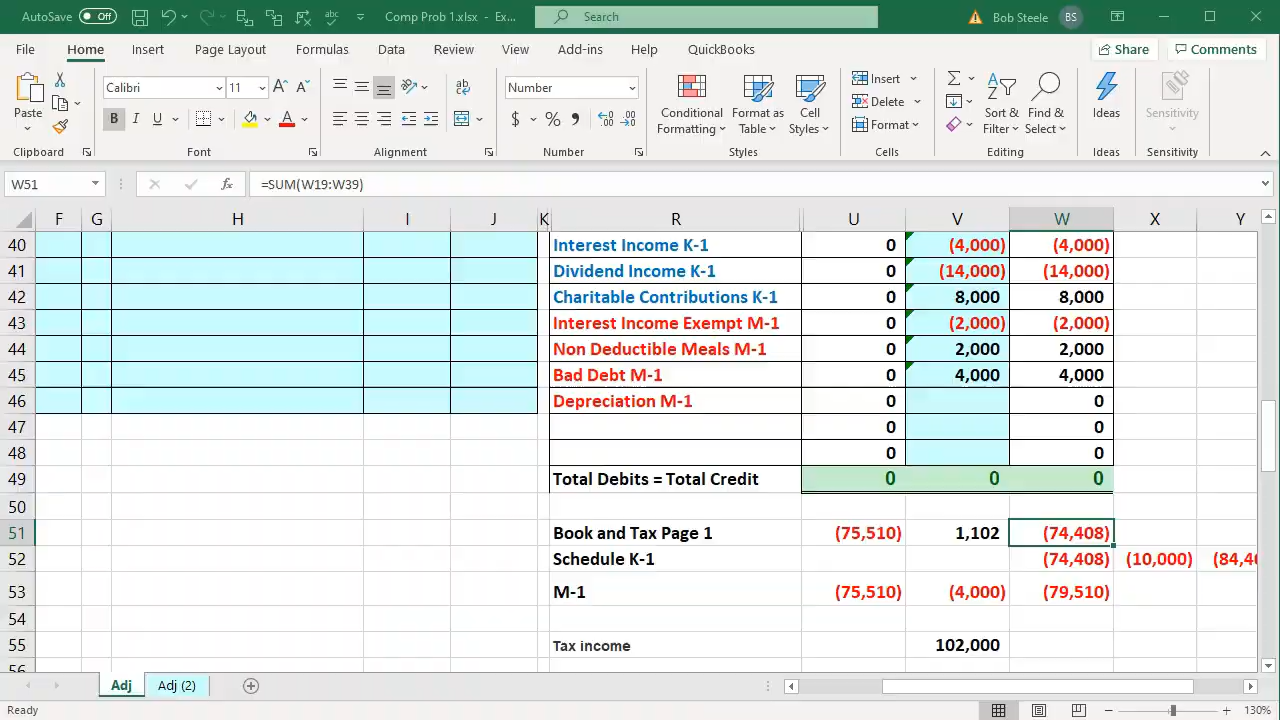 AutoSave Off Comp Prob 1.xlsx - Ex... Search Bob Steele BS
File Home Insert Page Layout Formulas Data Review View Add-ins Help QuickBooks Share Comments
Paste Calibri 11 A A ab Number Conditional Formatting Format as Table Cell Styles Insert Delete Format Sort & Filter Find & Select Ideas Sensitivity
B I U A $ % , .00 .0
Clipboard Font Alignment Number Styles Cells Editing Ideas Sensitivity
W51 fx =SUM(W19:W39)
F G H I J K R U V W X Y
40 Interest Income K-1 0 (4,000) (4,000)
41 Dividend Income K-1 0 (14,000) (14,000)
42 Charitable Contributions K-1 0 8,000 8,000
43 Interest Income Exempt M-1 0 (2,000) (2,000)
44 Non Deductible Meals M-1 0 2,000 2,000
45 Bad Debt M-1 0 4,000 4,000
46 Depreciation M-1 0 0
47 0 0
48 0 0
49 Total Debits = Total Credit 0 0 0
50
51 Book and Tax Page 1 (75,510) 1,102 (74,408)
52 Schedule K-1 (74,408) (10,000) (84,40
53 M-1 (75,510) (4,000) (79,510)
54
55 Tax income 102,000
56
Adj Adj (2)
Ready 130%